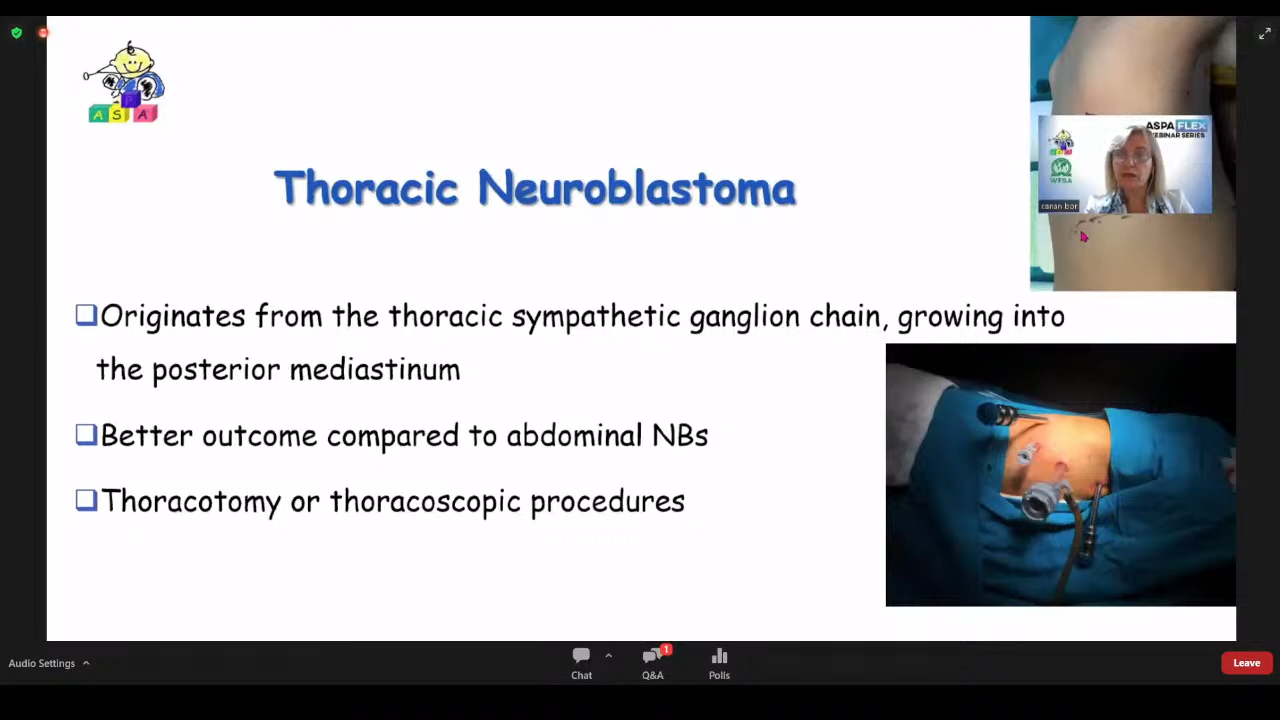 P
A S A
ASPA FLEX
WEBINAR SERIES
WFSA
canan bor
Thoracic Neuroblastoma
Originates from the thoracic sympathetic ganglion chain, growing into
the posterior mediastinum
Better outcome compared to abdominal NBs
Thoracotomy or thoracoscopic procedures
Audio Settings
Chat
1
Q&A
Polls
Leave